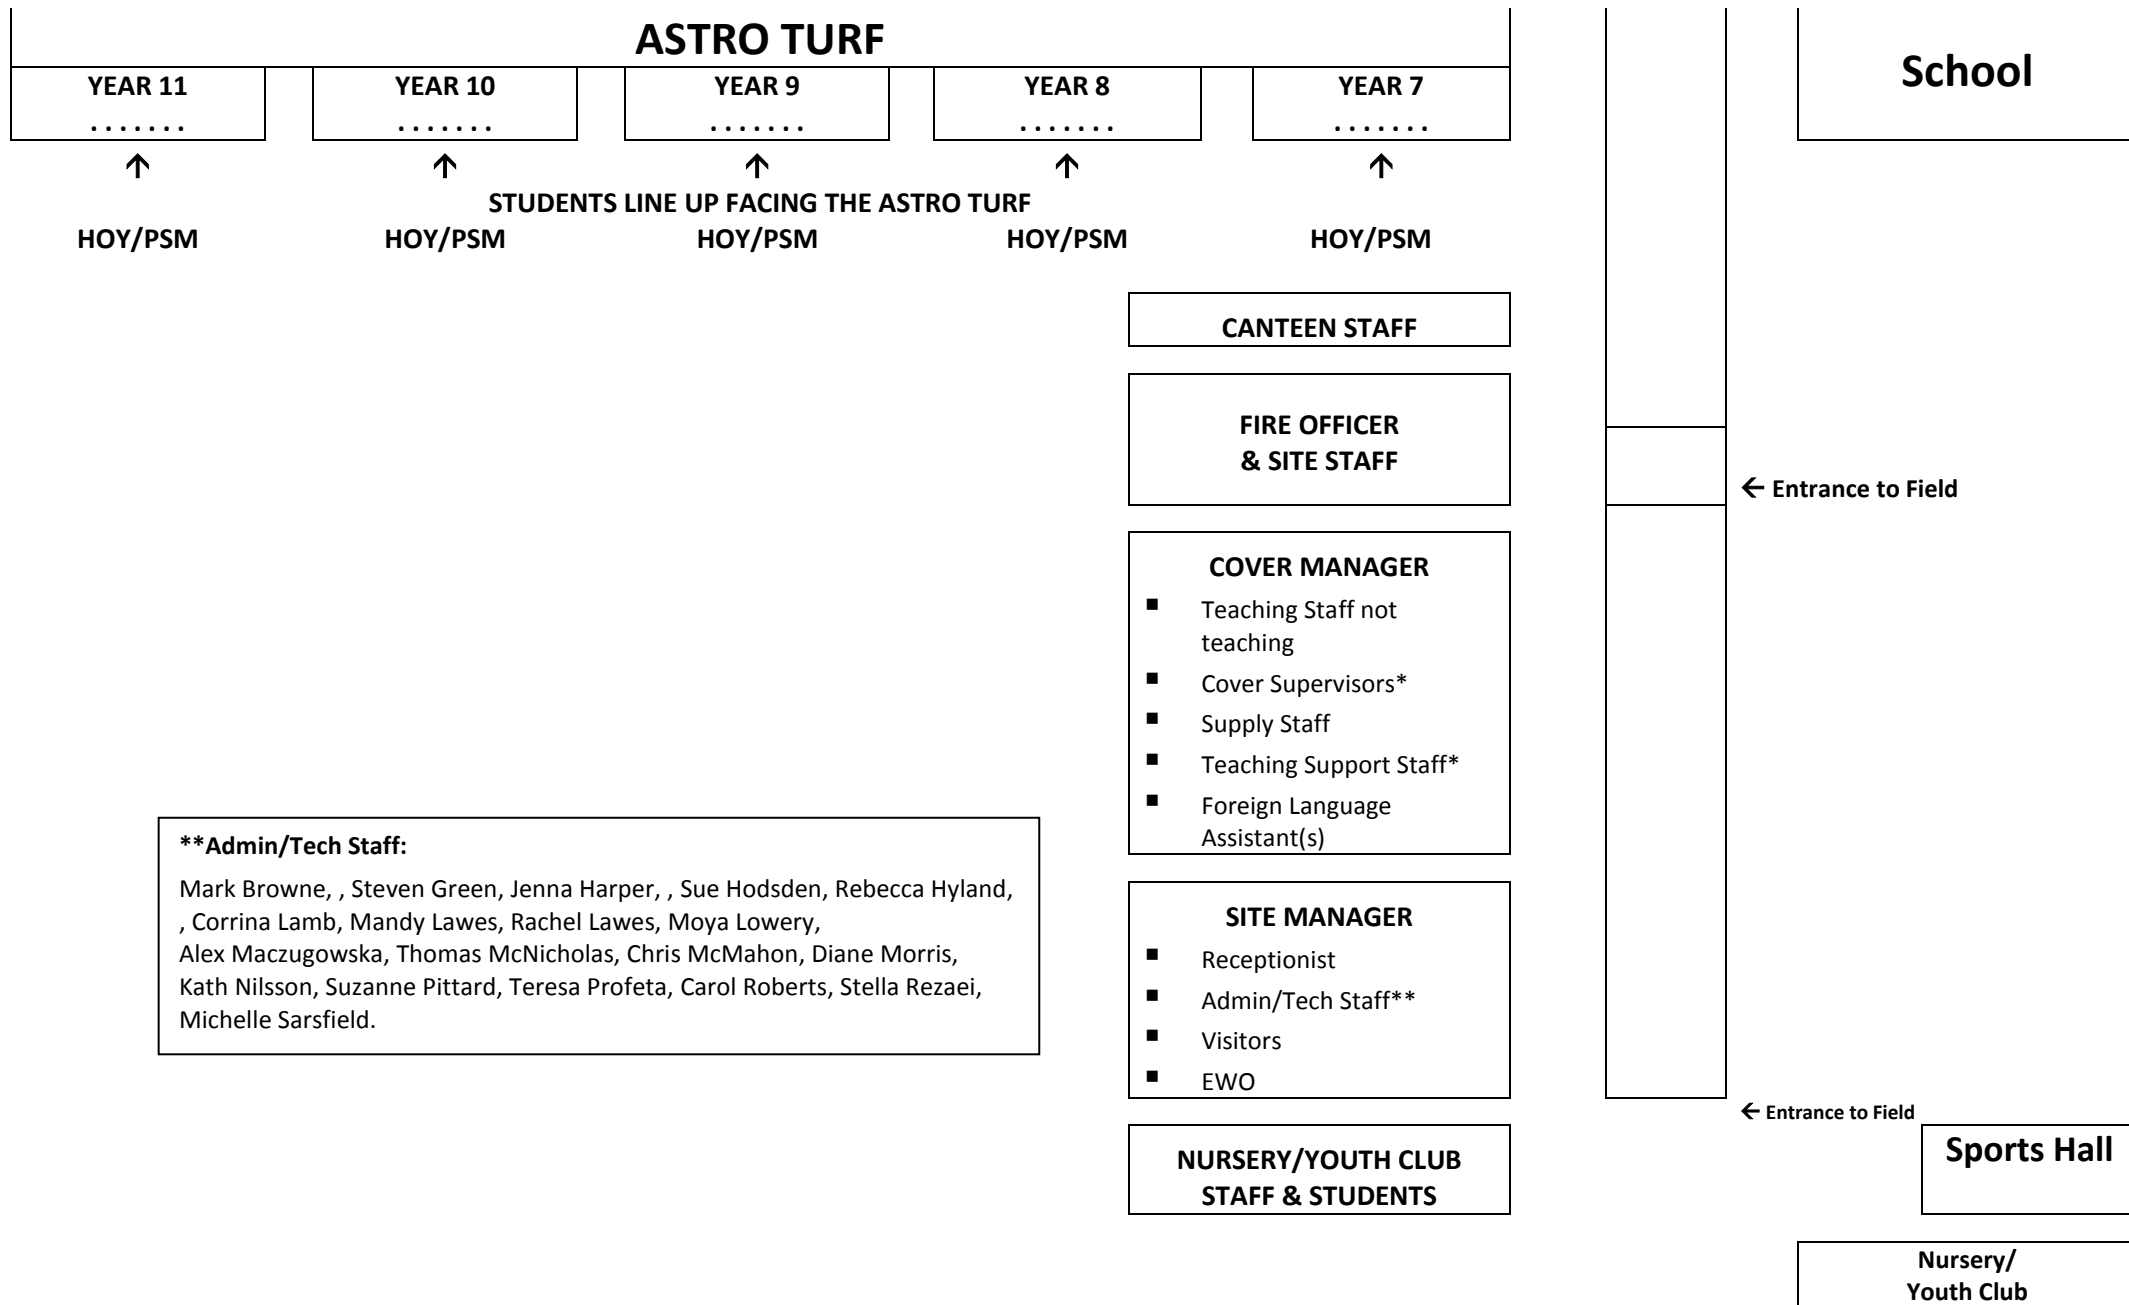 ASTRO TURF
School
YEAR 11
. . . . . . .
YEAR 10
. . . . . . .
YEAR 9
. . . . . . .
YEAR 8
. . . . . . .
YEAR 7
. . . . . . .
↑ ↑ ↑ ↑ ↑
STUDENTS LINE UP FACING THE ASTRO TURF
HOY/PSM HOY/PSM HOY/PSM HOY/PSM HOY/PSM
CANTEEN STAFF
FIRE OFFICER
& SITE STAFF
← Entrance to Field
COVER MANAGER
▪ Teaching Staff not
teaching
▪ Cover Supervisors*
▪ Supply Staff
▪ Teaching Support Staff*
▪ Foreign Language
Assistant(s)
**Admin/Tech Staff:
Mark Browne, , Steven Green, Jenna Harper, , Sue Hodsden, Rebecca Hyland,
, Corrina Lamb, Mandy Lawes, Rachel Lawes, Moya Lowery,
Alex Maczugowska, Thomas McNicholas, Chris McMahon, Diane Morris,
Kath Nilsson, Suzanne Pittard, Teresa Profeta, Carol Roberts, Stella Rezaei,
Michelle Sarsfield.
SITE MANAGER
▪ Receptionist
▪ Admin/Tech Staff**
▪ Visitors
▪ EWO
← Entrance to Field
Sports Hall
NURSERY/YOUTH CLUB
STAFF & STUDENTS
Nursery/
Youth Club